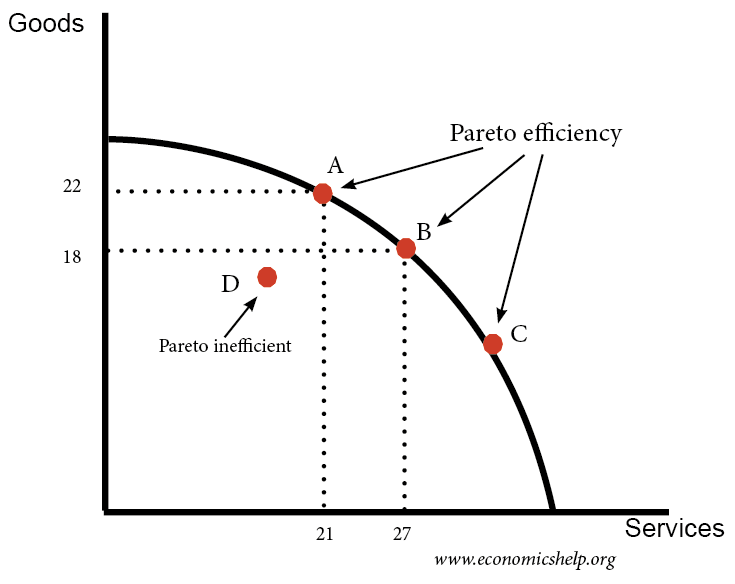 Goods
Pareto efficiency
A
22
B
18
D
C
Pareto inefficient
21
27
Services
www.economicshelp.org